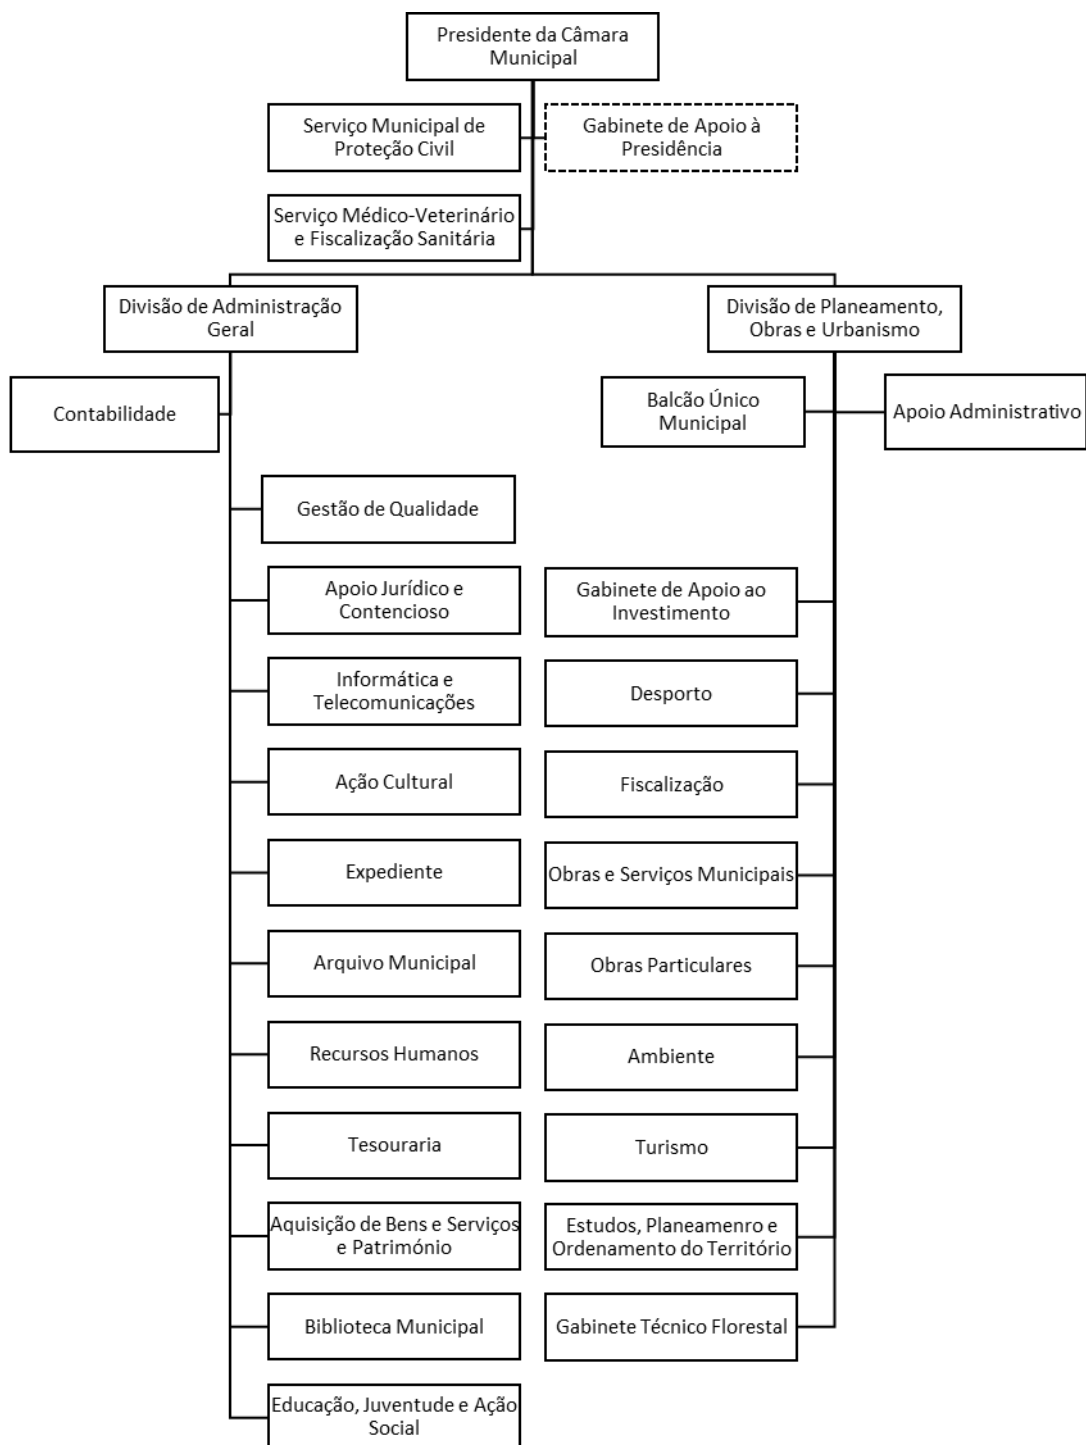 Presidente da Câmara
Municipal
Serviço Municipal de
Proteção Civil
Gabinete de Apoio à
Presidência
Serviço Médico-Veterinário
e Fiscalização Sanitária
Divisão de Administração
Geral
Divisão de Planeamento,
Obras e Urbanismo
Contabilidade
Balcão Único
Municipal
Apoio Administrativo
Gestão de Qualidade
Apoio Jurídico e
Contencioso
Gabinete de Apoio ao
Investimento
Informática e
Telecomunicações
Desporto
Ação Cultural
Fiscalização
Expediente
Obras e Serviços Municipais
Arquivo Municipal
Obras Particulares
Recursos Humanos
Ambiente
Tesouraria
Turismo
Aquisição de Bens e Serviços
e Património
Estudos, Planeamenro e
Ordenamento do Território
Biblioteca Municipal
Gabinete Técnico Florestal
Educação, Juventude e Ação
Social